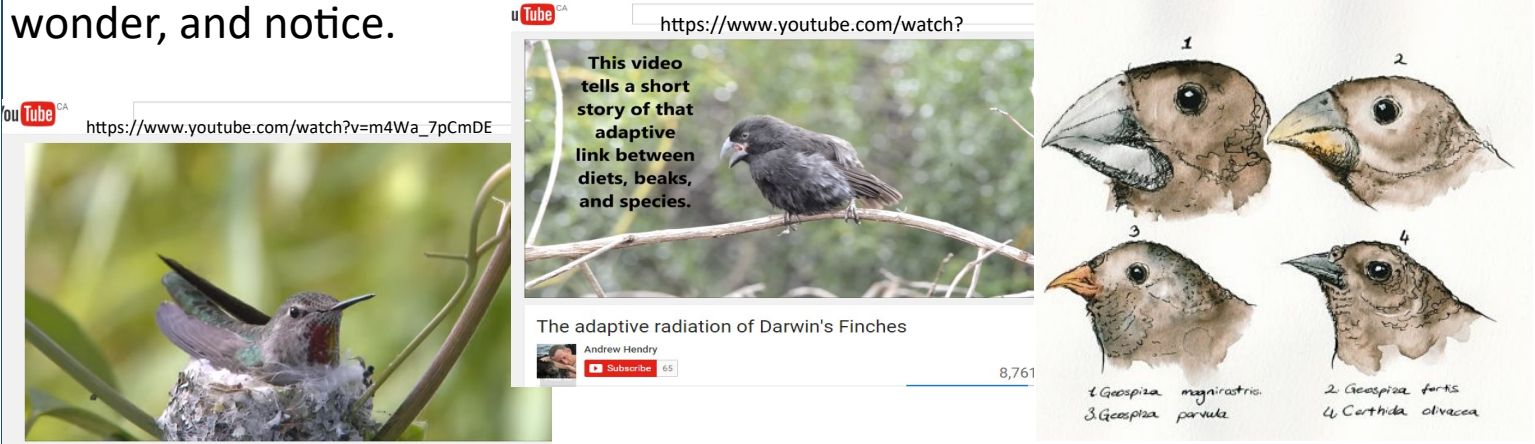 wonder, and notice.
You Tube CA
https://www.youtube.com/watch?v=m4Wa_7pCmDE
u Tube CA
https://www.youtube.com/watch?
This video
tells a short
story of that
adaptive
link between
diets, beaks,
and species.
The adaptive radiation of Darwin's Finches
Andrew Hendry
Subscribe 65
8,761
1
2
3
4
1. Geospiza magnirostris.
2. Geospiza fortis
3. Geospiza parvula
4. Certhida olivacea